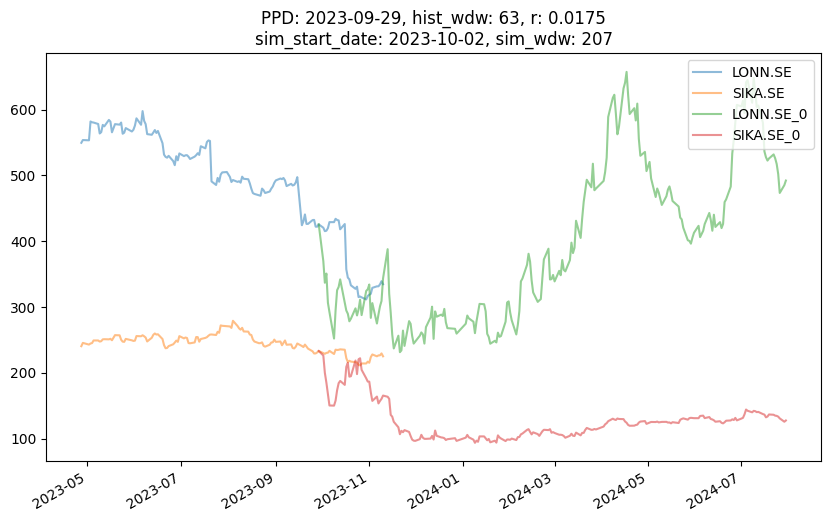 PPD: 2023-09-29, hist_wdw: 63, r: 0.0175
sim_start_date: 2023-10-02, sim_wdw: 207
LONN.SE
SIKA.SE
LONN.SE_0
SIKA.SE_0
600
500
400
300
200
100
2023-05
2023-07
2023-09
2023-11
2024-01
2024-03
2024-05
2024-07